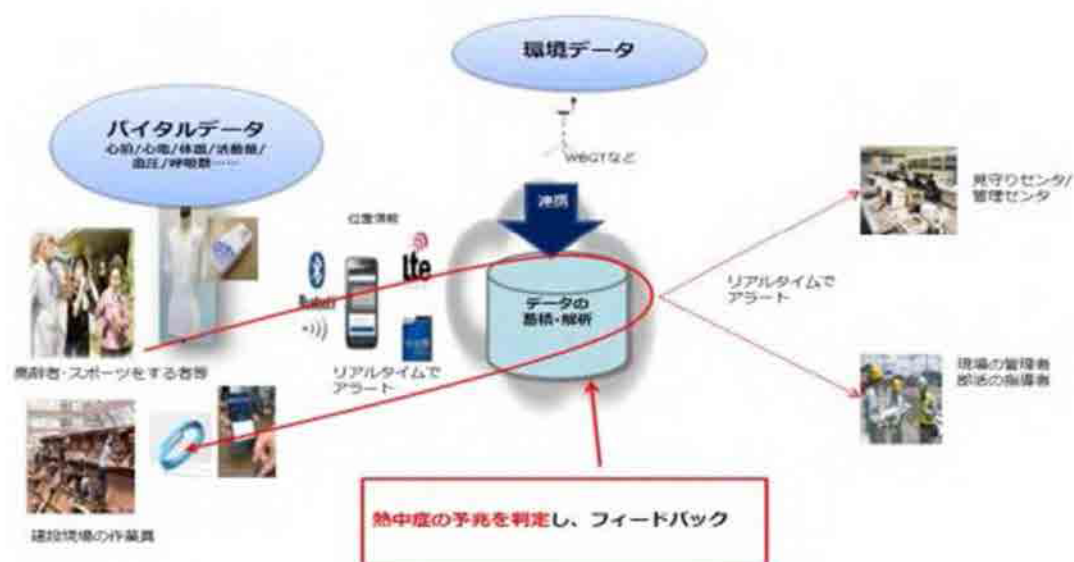 環境データ
バイタルデータ
心拍/心電/体温/活動量/
血圧/呼吸数……
WBGTなど
連携
位置情報
lte
Bluetooth
データの
蓄積・解析
リアルタイムで
アラート
高齢者・スポーツをする者等
建設現場の作業員
見守りセンタ/
管理センタ
リアルタイムで
アラート
現場の管理者
部活の指導者
熱中症の予兆を判定し、フィードバック